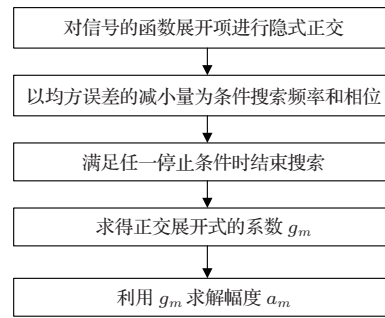 对信号的函数展开项进行隐式正交
以均方误差的减小量为条件搜索频率和相位
满足任一停止条件时结束搜索
求得正交展开式的系数 gₘ
利用 gₘ 求解幅度 aₘ